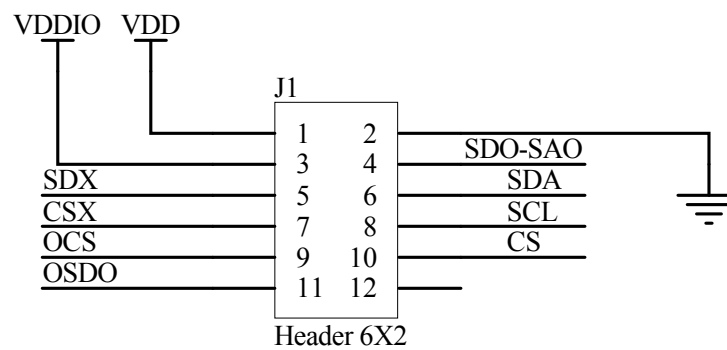 VDDIO VDD
J1
1 2
3 4 SDO-SAO
SDX 5 6 SDA
CSX 7 8 SCL
OCS 9 10 CS
OSDO 11 12
Header 6X2